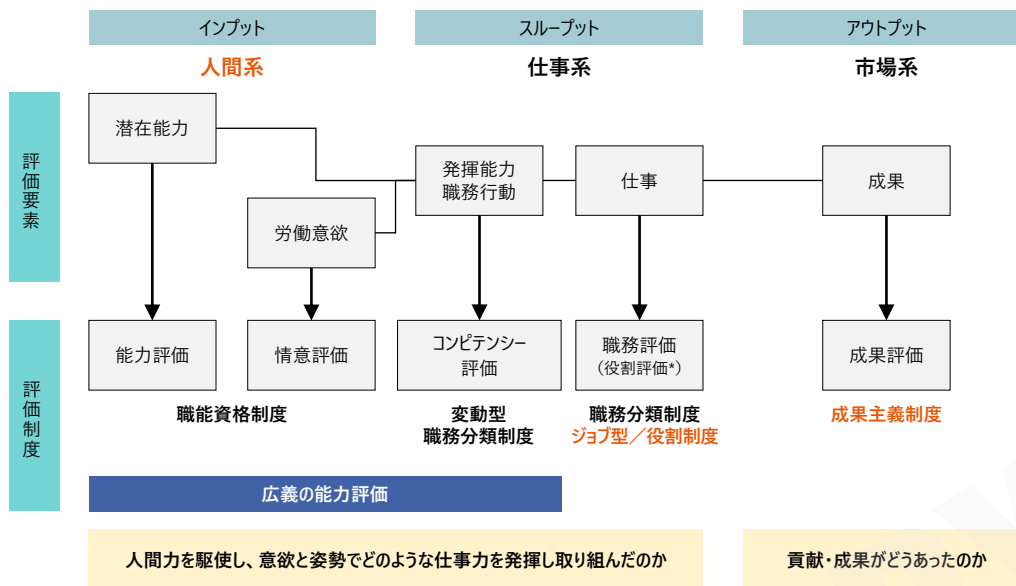 インプット
スループット
アウトプット
人間系
仕事系
市場系
評価要素
潜在能力
労働意欲
発揮能力
職務行動
仕事
成果
評価制度
能力評価
情意評価
コンピテンシー
評価
職務評価
(役割評価*)
成果評価
職能資格制度
変動型
職務分類制度
職務分類制度
ジョブ型／役割制度
成果主義制度
広義の能力評価
人間力を駆使し、意欲と姿勢でどのような仕事力を発揮し取り組んだのか
貢献・成果がどうあったのか